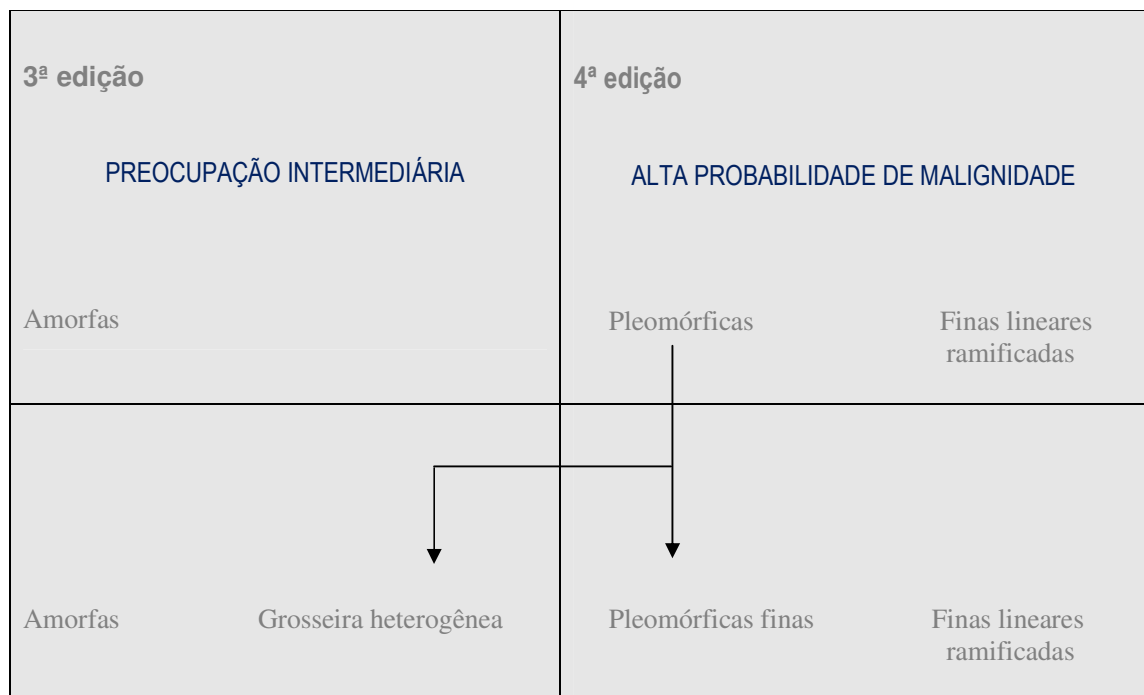 3ª edição
4ª edição
PREOCUPAÇÃO INTERMEDIÁRIA
ALTA PROBABILIDADE DE MALIGNIDADE
Amorfas
Pleomórficas
Finas lineares
ramificadas
Amorfas
Grosseira heterogênea
Pleomórficas finas
Finas lineares
ramificadas